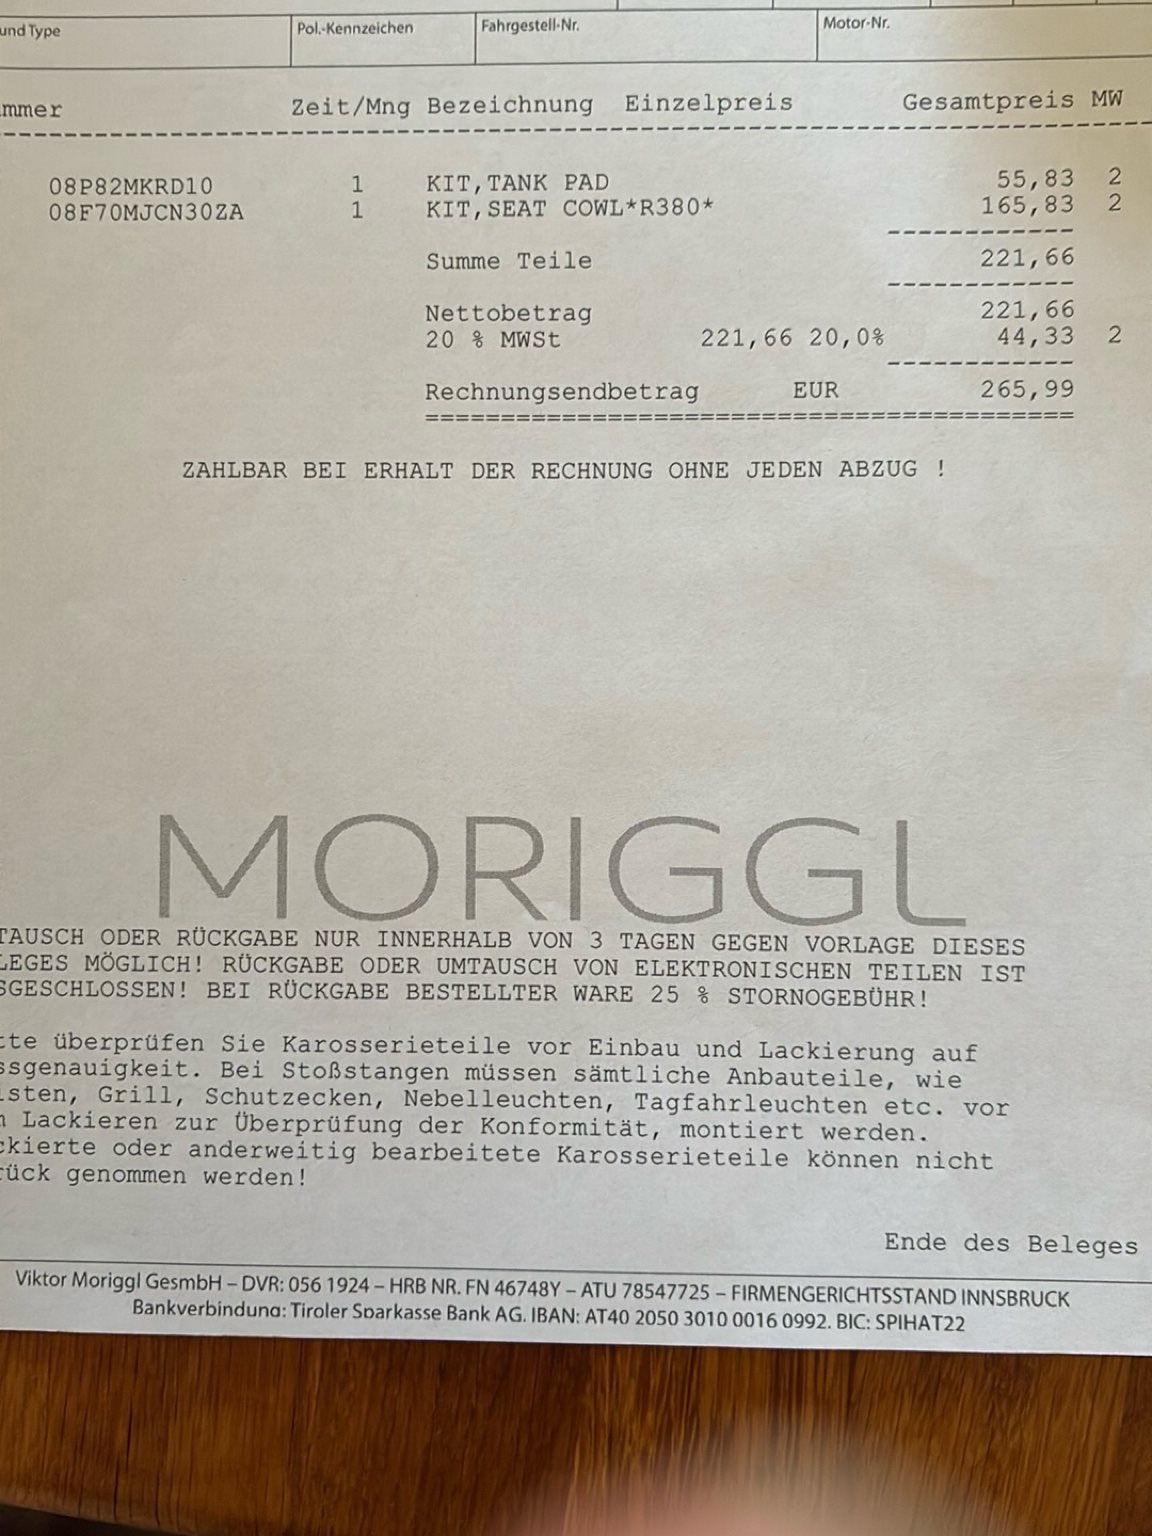 und Type Pol.-Kennzeichen Fahrgestell-Nr. Motor-Nr.
mmer Zeit/Mng Bezeichnung Einzelpreis Gesamtpreis MW
08P82MKRD10 1 KIT,TANK PAD 55,83 2
08F70MJCN30ZA 1 KIT,SEAT COWL*R380* 165,83 2
Summe Teile 221,66
Nettobetrag 221,66
20 % MWSt 221,66 20,0% 44,33 2
Rechnungsendbetrag EUR 265,99
ZAHLBAR BEI ERHALT DER RECHNUNG OHNE JEDEN ABZUG !
MORIGGL
TAUSCH ODER RÜCKGABE NUR INNERHALB VON 3 TAGEN GEGEN VORLAGE DIESES
LEGES MÖGLICH! RÜCKGABE ODER UMTAUSCH VON ELEKTRONISCHEN TEILEN IST
SGESCHLOSSEN! BEI RÜCKGABE BESTELLTER WARE 25 % STORNOGEBÜHR!
tte überprüfen Sie Karosserieteile vor Einbau und Lackierung auf
ssgenauigkeit. Bei Stoßstangen müssen sämtliche Anbauteile, wie
isten, Grill, Schutzecken, Nebelleuchten, Tagfahrleuchten etc. vor
m Lackieren zur Überprüfung der Konformität, montiert werden.
ckierte oder anderweitig bearbeitete Karosserieteile können nicht
rück genommen werden!
Ende des Beleges
Viktor Moriggl GesmbH – DVR: 056 1924 – HRB NR. FN 46748Y – ATU 78547725 – FIRMENGERICHTSSTAND INNSBRUCK
Bankverbindung: Tiroler Sparkasse Bank AG. IBAN: AT40 2050 3010 0016 0992. BIC: SPIHAT22